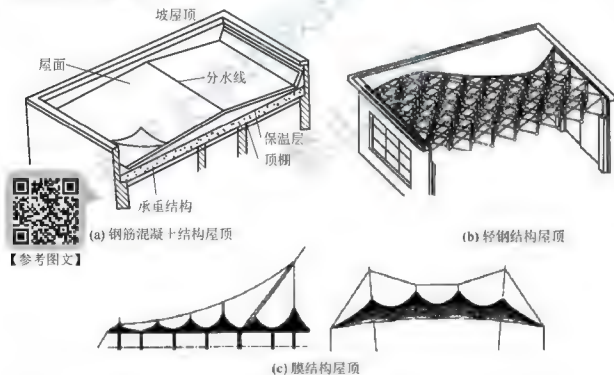 坡屋顶
屋面
分水线
保温层
顶棚
承重结构
【参考图文】
(a) 钢筋混凝土结构屋顶
(b) 轻钢结构屋顶
(c) 膜结构屋顶